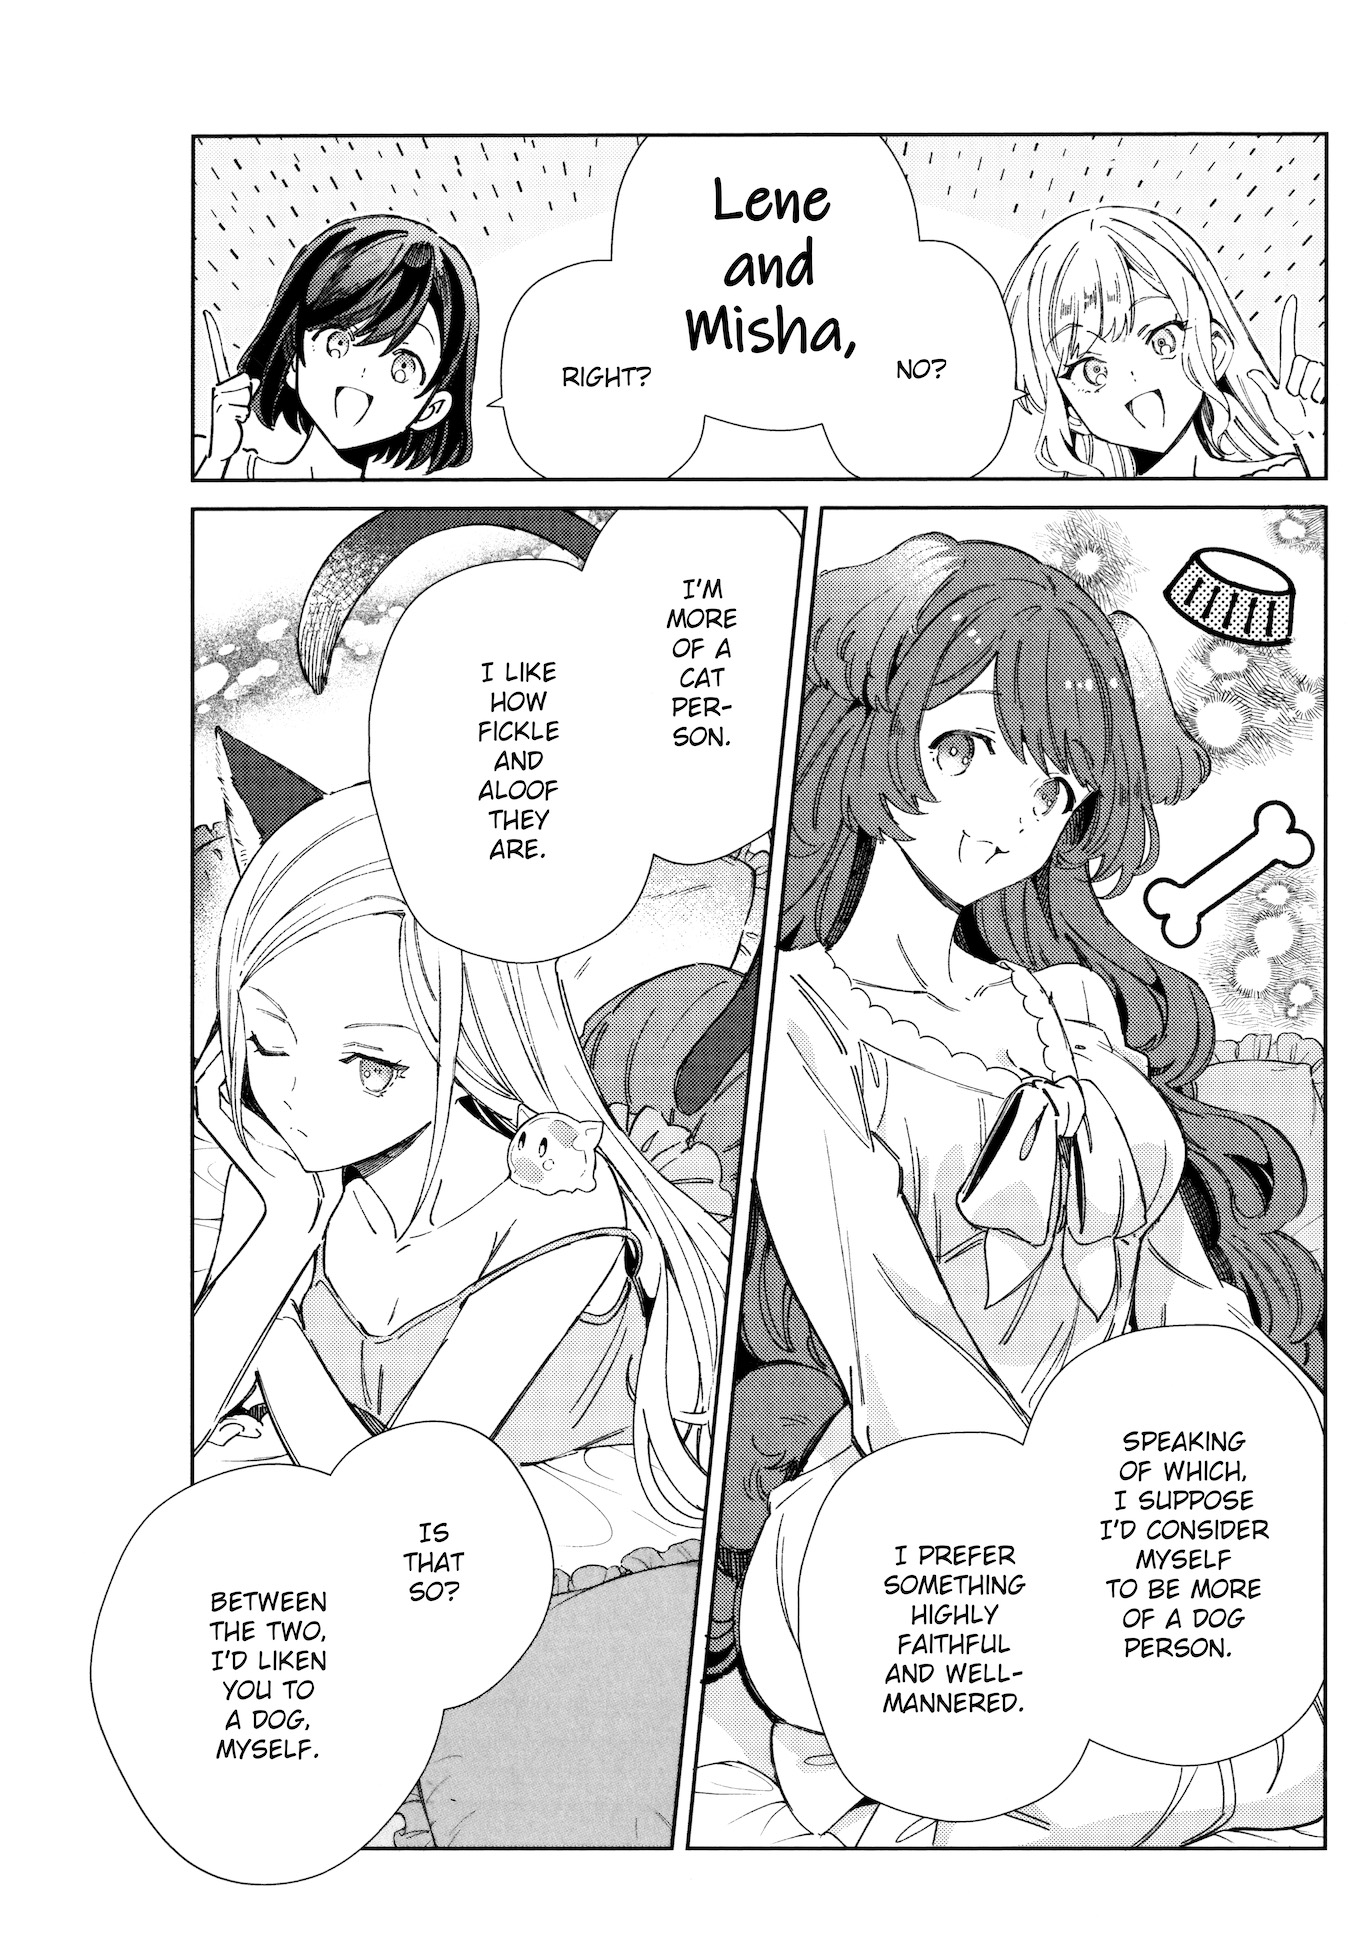 Lene
and
Misha,
NO?
RIGHT?
SPEAKING
OF WHICH,
I SUPPOSE
I'D CONSIDER
MYSELF
TO BE MORE
OF A DOG
PERSON.
I PREFER
SOMETHING
HIGHLY
FAITHFUL
AND WELL-
MANNERED.
I'M
MORE
OF A
CAT
PER-
SON.
I LIKE
HOW
FICKLE
AND
ALOOF
THEY
ARE.
IS
THAT
SO?
BETWEEN
THE TWO,
I'D LIKEN
YOU TO
A DOG,
MYSELF.